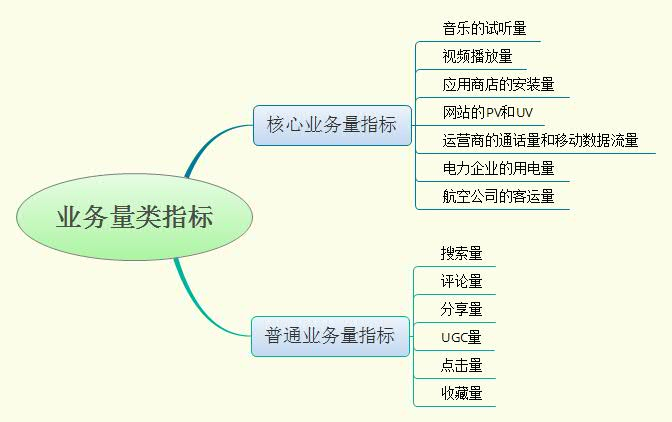 业务量类指标
核心业务量指标
音乐的试听量
视频播放量
应用商店的安装量
网站的PV和UV
运营商的通话量和移动数据流量
电力企业的用电量
航空公司的客运量
普通业务量指标
搜索量
评论量
分享量
UGC量
点击量
收藏量